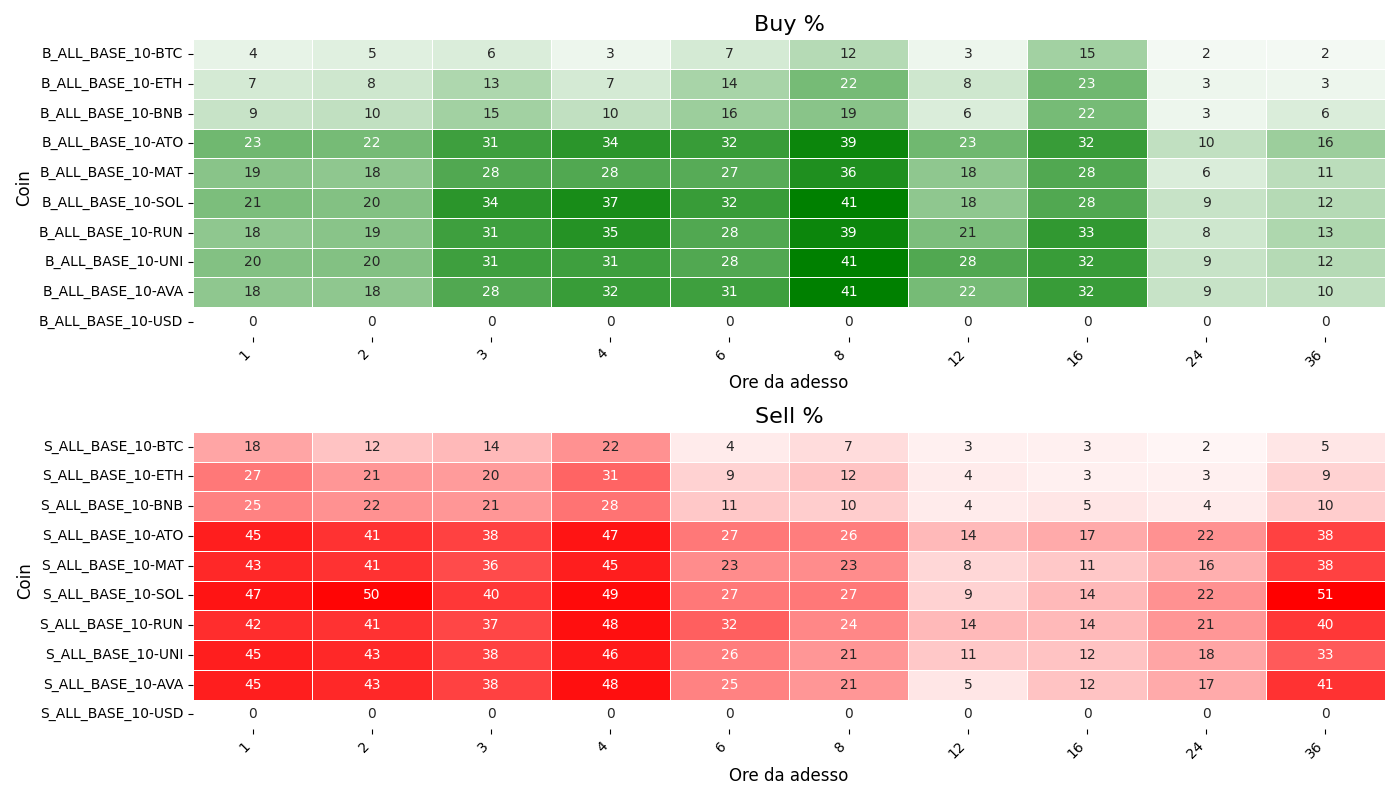 Buy %
Coin
B_ALL_BASE_10-BTC 4 5 6 3 7 12 3 15 2 2
B_ALL_BASE_10-ETH 7 8 13 7 14 22 8 23 3 3
B_ALL_BASE_10-BNB 9 10 15 10 16 19 6 22 3 6
B_ALL_BASE_10-ATO 23 22 31 34 32 39 23 32 10 16
B_ALL_BASE_10-MAT 19 18 28 28 27 36 18 28 6 11
B_ALL_BASE_10-SOL 21 20 34 37 32 41 18 28 9 12
B_ALL_BASE_10-RUN 18 19 31 35 28 39 21 33 8 13
B_ALL_BASE_10-UNI 20 20 31 31 28 41 28 32 9 12
B_ALL_BASE_10-AVA 18 18 28 32 31 41 22 32 9 10
B_ALL_BASE_10-USD 0 0 0 0 0 0 0 0 0 0
1 2 3 4 6 8 12 16 24 36
Ore da adesso
Sell %
Coin
S_ALL_BASE_10-BTC 18 12 14 22 4 7 3 3 2 5
S_ALL_BASE_10-ETH 27 21 20 31 9 12 4 3 3 9
S_ALL_BASE_10-BNB 25 22 21 28 11 10 4 5 4 10
S_ALL_BASE_10-ATO 45 41 38 47 27 26 14 17 22 38
S_ALL_BASE_10-MAT 43 41 36 45 23 23 8 11 16 38
S_ALL_BASE_10-SOL 47 50 40 49 27 27 9 14 22 51
S_ALL_BASE_10-RUN 42 41 37 48 32 24 14 14 21 40
S_ALL_BASE_10-UNI 45 43 38 46 26 21 11 12 18 33
S_ALL_BASE_10-AVA 45 43 38 48 25 21 5 12 17 41
S_ALL_BASE_10-USD 0 0 0 0 0 0 0 0 0 0
1 2 3 4 6 8 12 16 24 36
Ore da adesso